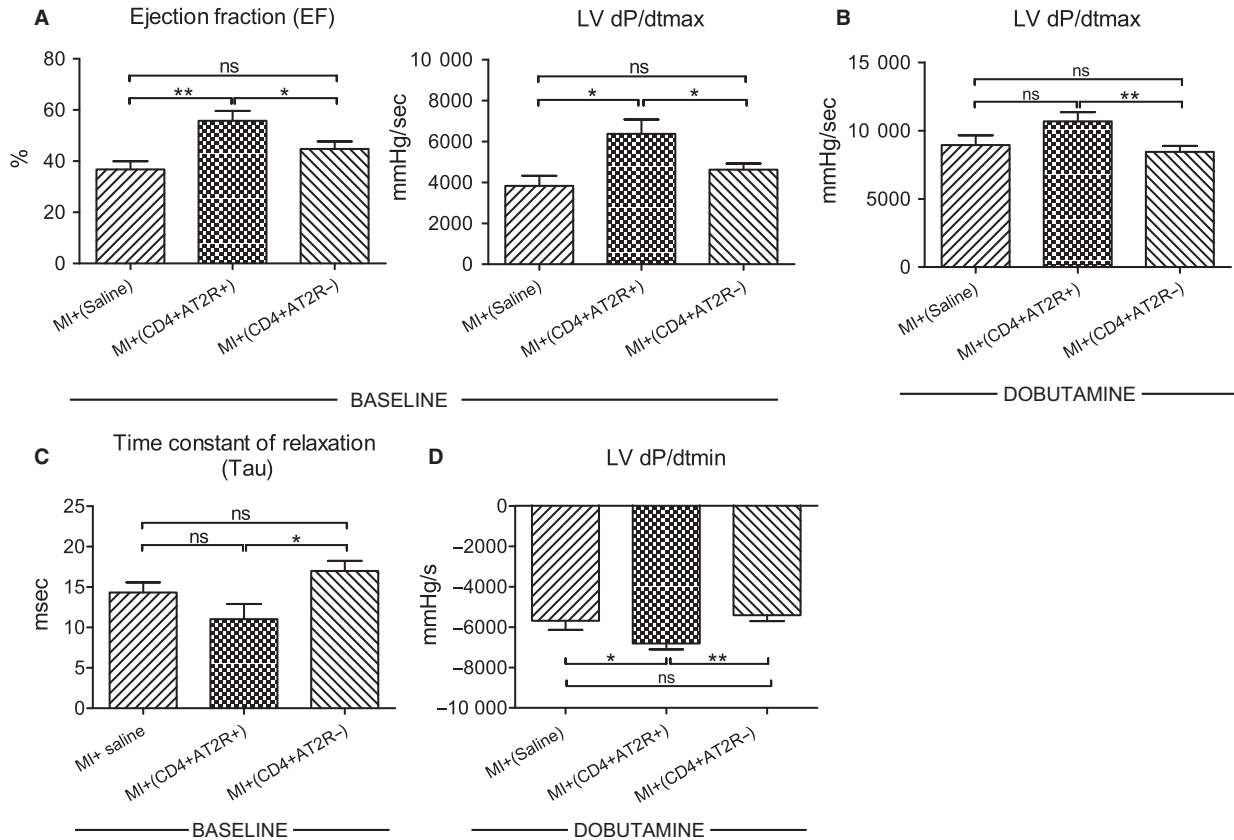 A
Ejection fraction (EF)
80
60
40
20
0
%
ns
**
*
MI+(Saline)
MI+(CD4+AT2R+)
MI+(CD4+AT2R−)
LV dP/dtmax
10 000
8000
6000
4000
2000
0
mmHg/sec
ns
*
*
MI+(Saline)
MI+(CD4+AT2R+)
MI+(CD4+AT2R−)
BASELINE
B
LV dP/dtmax
15 000
10 000
5000
0
mmHg/sec
ns
ns
**
MI+(Saline)
MI+(CD4+AT2R+)
MI+(CD4+AT2R−)
DOBUTAMINE
C
Time constant of relaxation
(Tau)
25
20
15
10
5
0
msec
ns
ns
*
MI+ saline
MI+(CD4+AT2R+)
MI+(CD4+AT2R−)
BASELINE
D
LV dP/dtmin
0
−2000
−4000
−6000
−8000
−10 000
mmHg/s
*
**
ns
MI+(Saline)
MI+(CD4+AT2R+)
MI+(CD4+AT2R−)
DOBUTAMINE